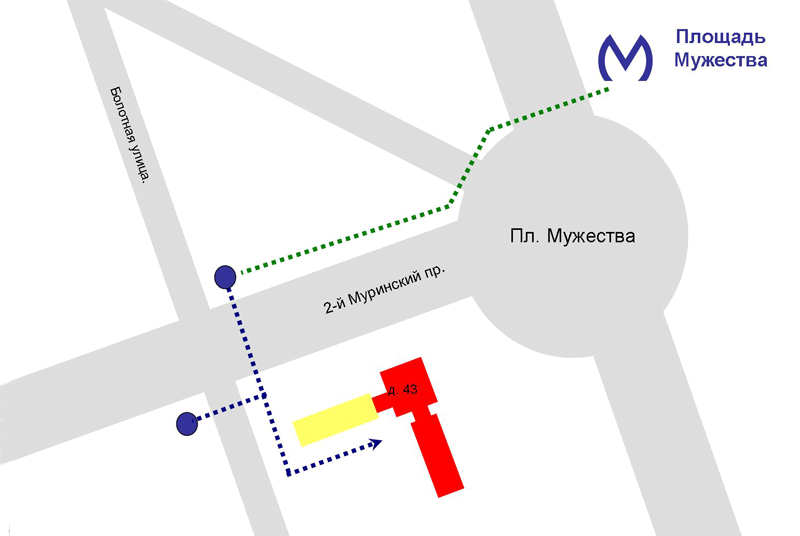 Площадь
Мужества
Болотная улица.
Пл. Мужества
2-й Муринский пр.
д. 43